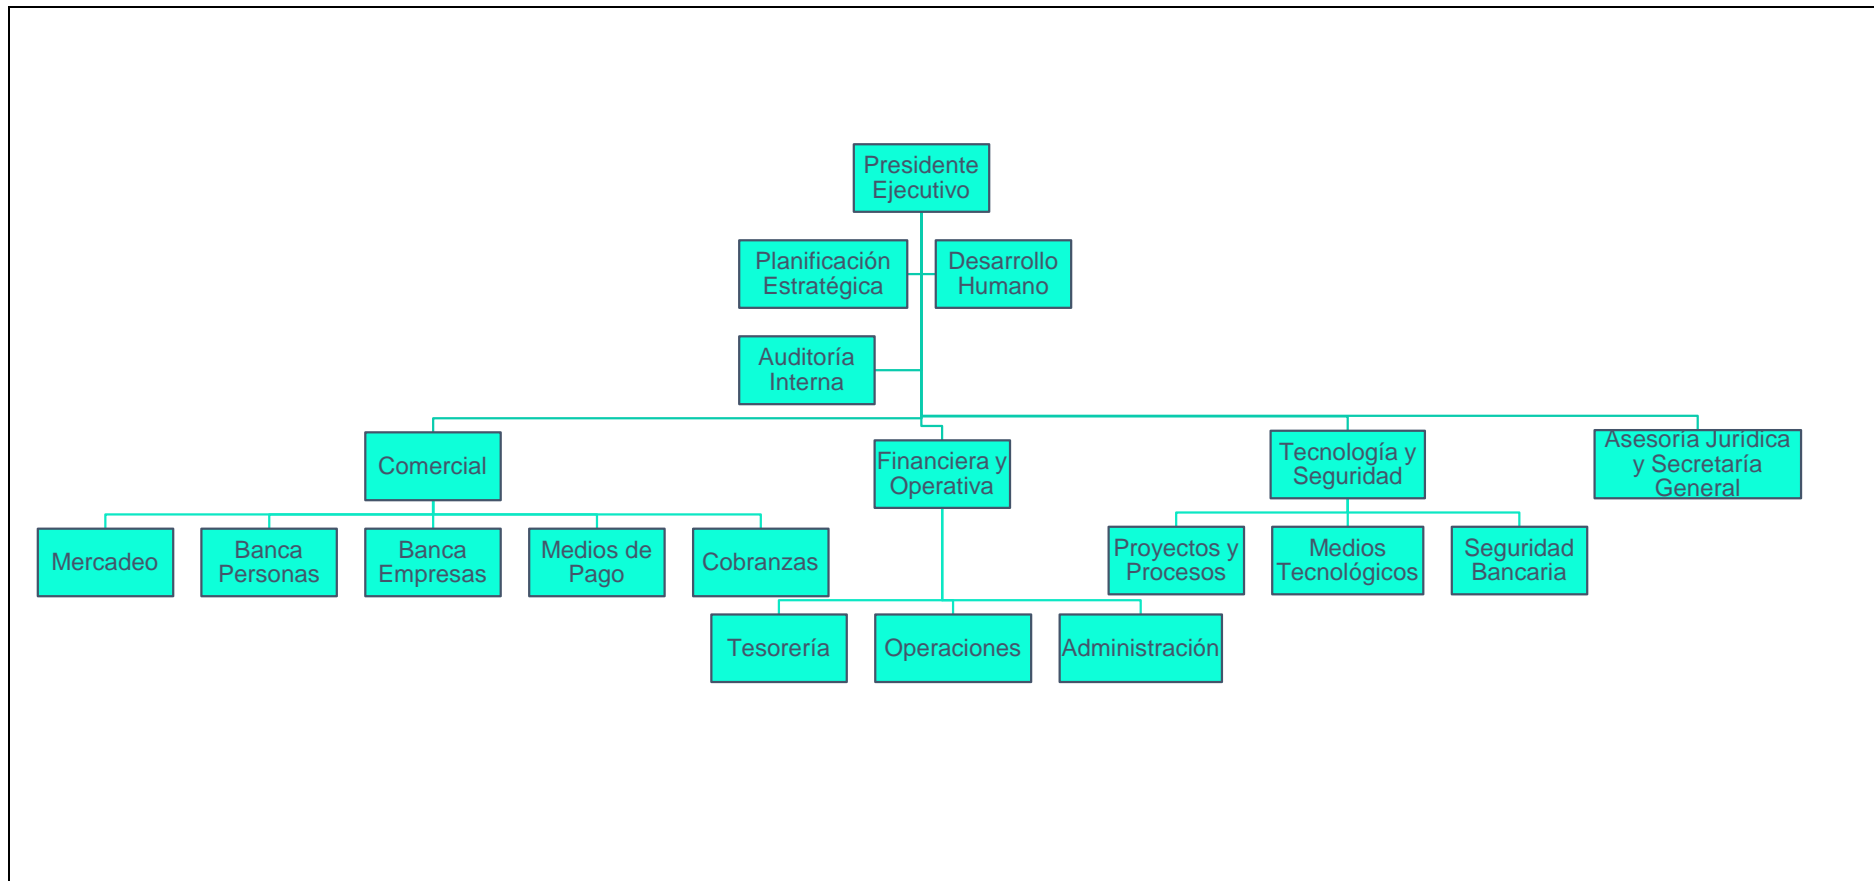 Presidente
Ejecutivo
Planificación
Estratégica
Desarrollo
Humano
Auditoría
Interna
Comercial
Financiera y
Operativa
Tecnología y
Seguridad
Asesoría Jurídica
y Secretaría
General
Mercadeo
Banca
Personas
Banca
Empresas
Medios de
Pago
Cobranzas
Proyectos y
Procesos
Medios
Tecnológicos
Seguridad
Bancaria
Tesorería
Operaciones
Administración